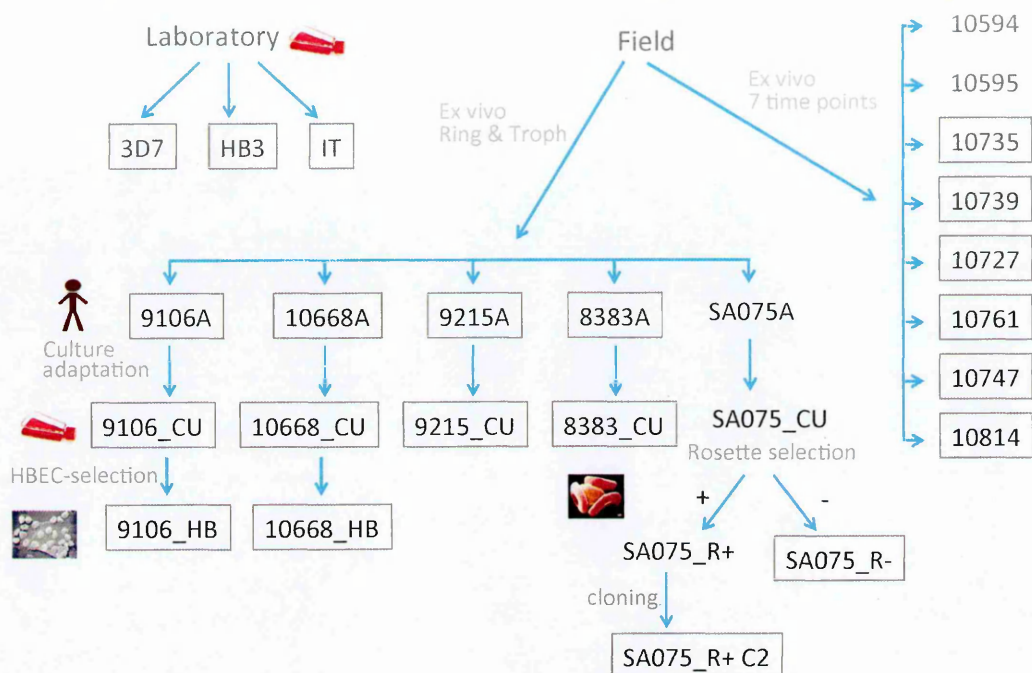 Laboratory
3D7
HB3
IT
Field
Ex vivo
Ring & Troph
Ex vivo
7 time points
10594
10595
10735
10739
10727
10761
10747
10814
9106A
10668A
9215A
8383A
SA075A
Culture
adaptation
9106_CU
10668_CU
9215_CU
8383_CU
SA075_CU
HBEC-selection
Rosette selection
9106_HB
10668_HB
+
-
SA075_R+
SA075_R-
cloning
SA075_R+ C2